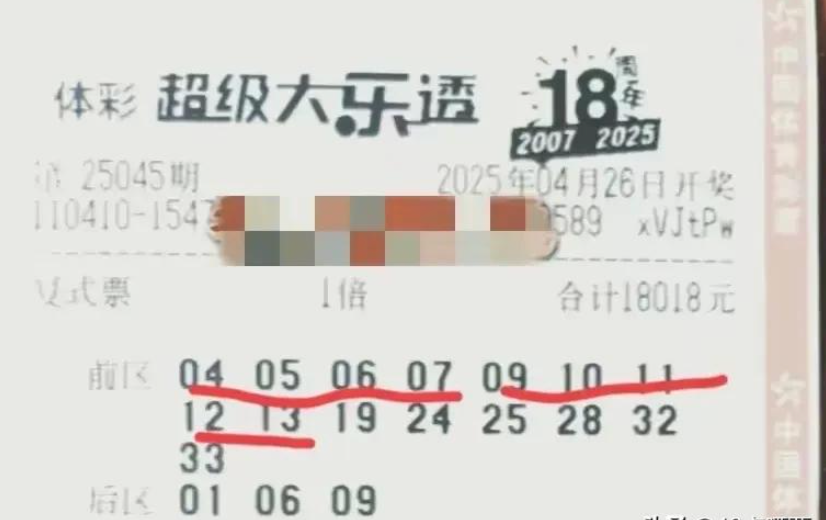 体彩 超级大乐透 18周年
2007 2025
25045期 2025年04月26日开奖
110410-1547 589 xVJtPw
式票 1倍 合计18018元
前区 04 05 06 07 09 10 11
12 13 19 24 25 28 32
33
后区 01 06 09
中国体育彩票
中国体